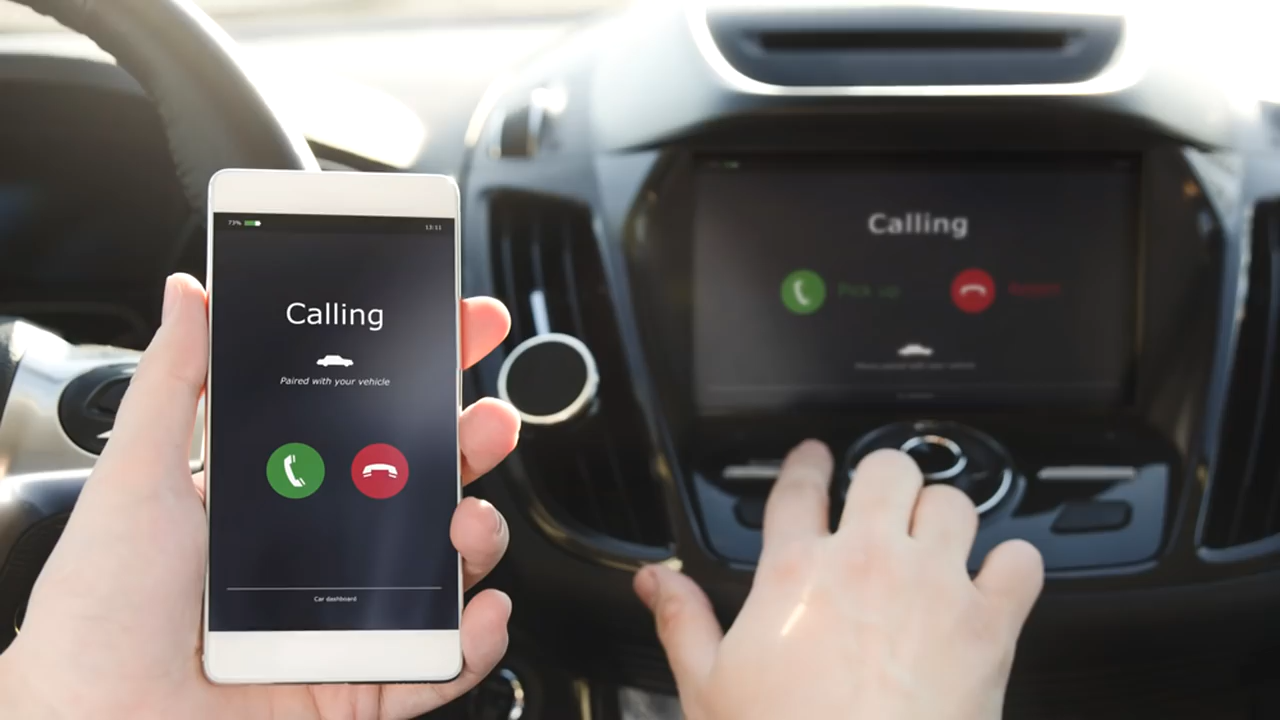 73%
13:11
Calling
Paired with your vehicle
Car dashboard
Calling
Pick up